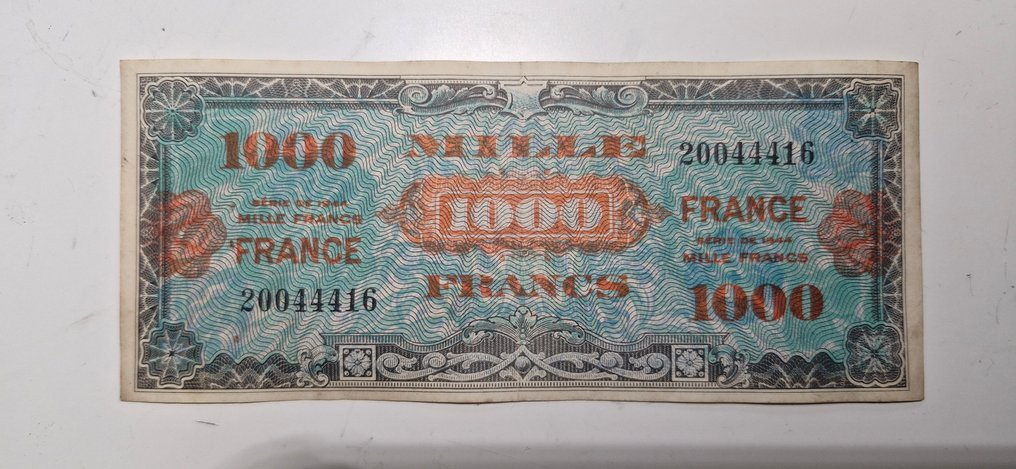 1000
MILLE
20044416
SÉRIE DE 1944
MILLE FRANCS
FRANCE
1000
FRANCE
SÉRIE DE 1944
MILLE FRANCS
20044416
FRANCS
1000